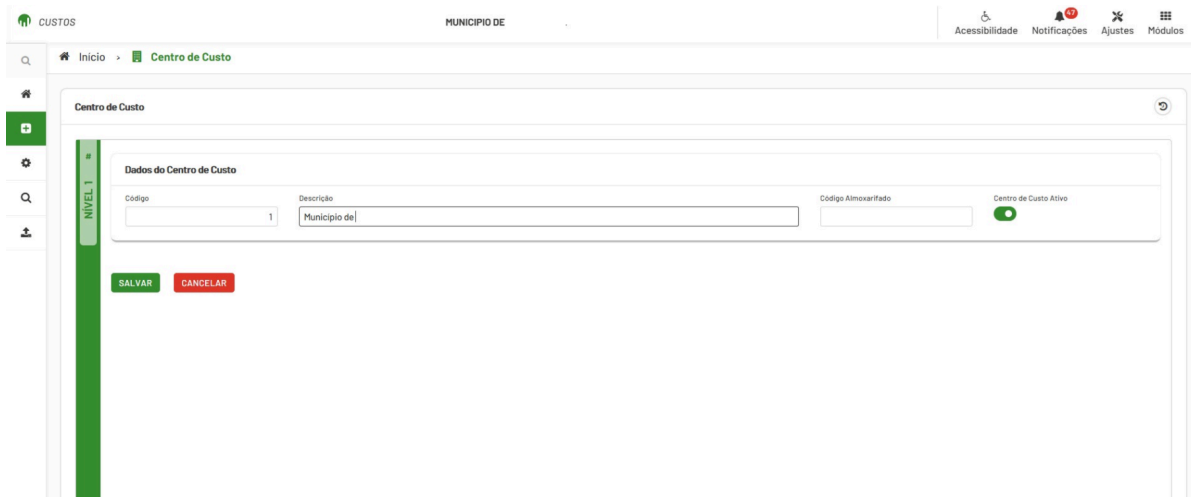 CUSTOS
MUNICIPIO DE
Acessibilidade
47
Notificações
Ajustes
Módulos
Início › Centro de Custo
Centro de Custo
NÍVEL 1 #
Dados do Centro de Custo
Código
Descrição
Código Almoxarifado
Centro de Custo Ativo
1
Municipio de
SALVAR
CANCELAR